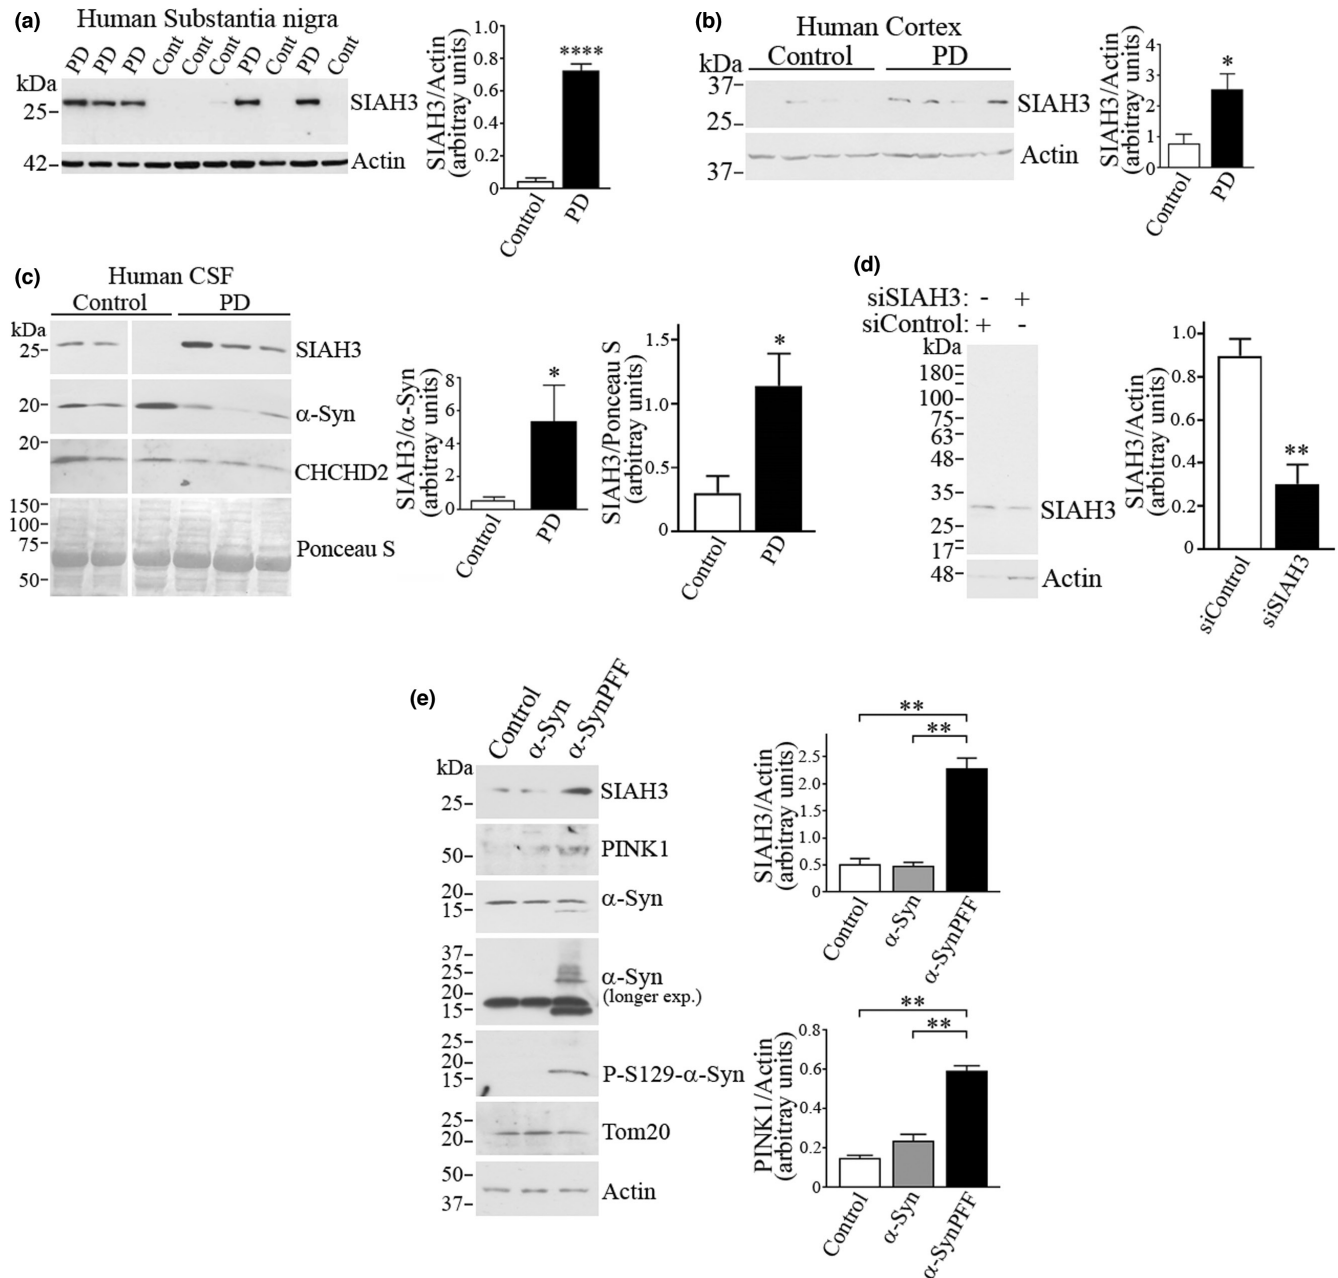 (a)
Human Substantia nigra
PD PD PD Cont Cont Cont PD Cont PD Cont
kDa
25
SIAH3
42
Actin
SIAH3/Actin
(arbitray units)
1.0
0.8
0.6
0.4
0.2
0
****
Control
PD
(b)
Human Cortex
Control PD
kDa
37
25
SIAH3
37
Actin
SIAH3/Actin
(arbitray units)
4
3
2
1
0
*
Control
PD
(c)
Human CSF
Control PD
kDa
25
SIAH3
20
α-Syn
20
CHCHD2
150
100
75
50
Ponceau S
SIAH3/α-Syn
(arbitray units)
8
6
4
2
0
*
Control
PD
SIAH3/Ponceau S
(arbitray units)
1.5
1.0
0.5
0
*
Control
PD
(d)
siSIAH3: - +
siControl: + -
kDa
180
100
75
63
48
35
25
17
SIAH3
48
Actin
SIAH3/Actin
(arbitray units)
1.0
0.8
0.6
0.4
0.2
0
**
siControl
siSIAH3
(e)
Control
α-Syn
α-SynPFF
kDa
25
SIAH3
50
PINK1
20
15
α-Syn
37
25
20
15
α-Syn
(longer exp.)
25
20
15
P-S129-α-Syn
25
20
Tom20
50
37
Actin
SIAH3/Actin
(arbitray units)
2.5
2.0
1.5
1.0
0.5
0
**
**
Control
α-Syn
α-SynPFF
PINK1/Actin
(arbitray units)
0.8
0.6
0.4
0.2
0
**
**
Control
α-Syn
α-SynPFF